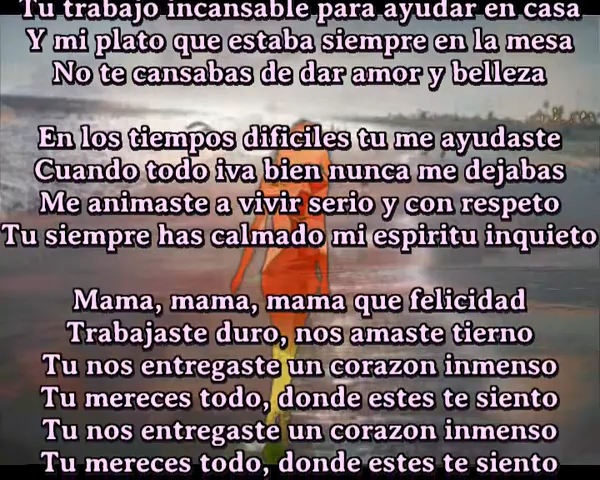 Tu trabajo incansable para ayudar en casa
Y mi plato que estaba siempre en la mesa
No te cansabas de dar amor y belleza
En los tiempos dificiles tu me ayudaste
Cuando todo iva bien nunca me dejabas
Me animaste a vivir serio y con respeto
Tu siempre has calmado mi espiritu inquieto
Mama, mama, mama que felicidad
Trabajaste duro, nos amaste tierno
Tu nos entregaste un corazon inmenso
Tu mereces todo, donde estes te siento
Tu nos entregaste un corazon inmenso
Tu mereces todo, donde estes te siento